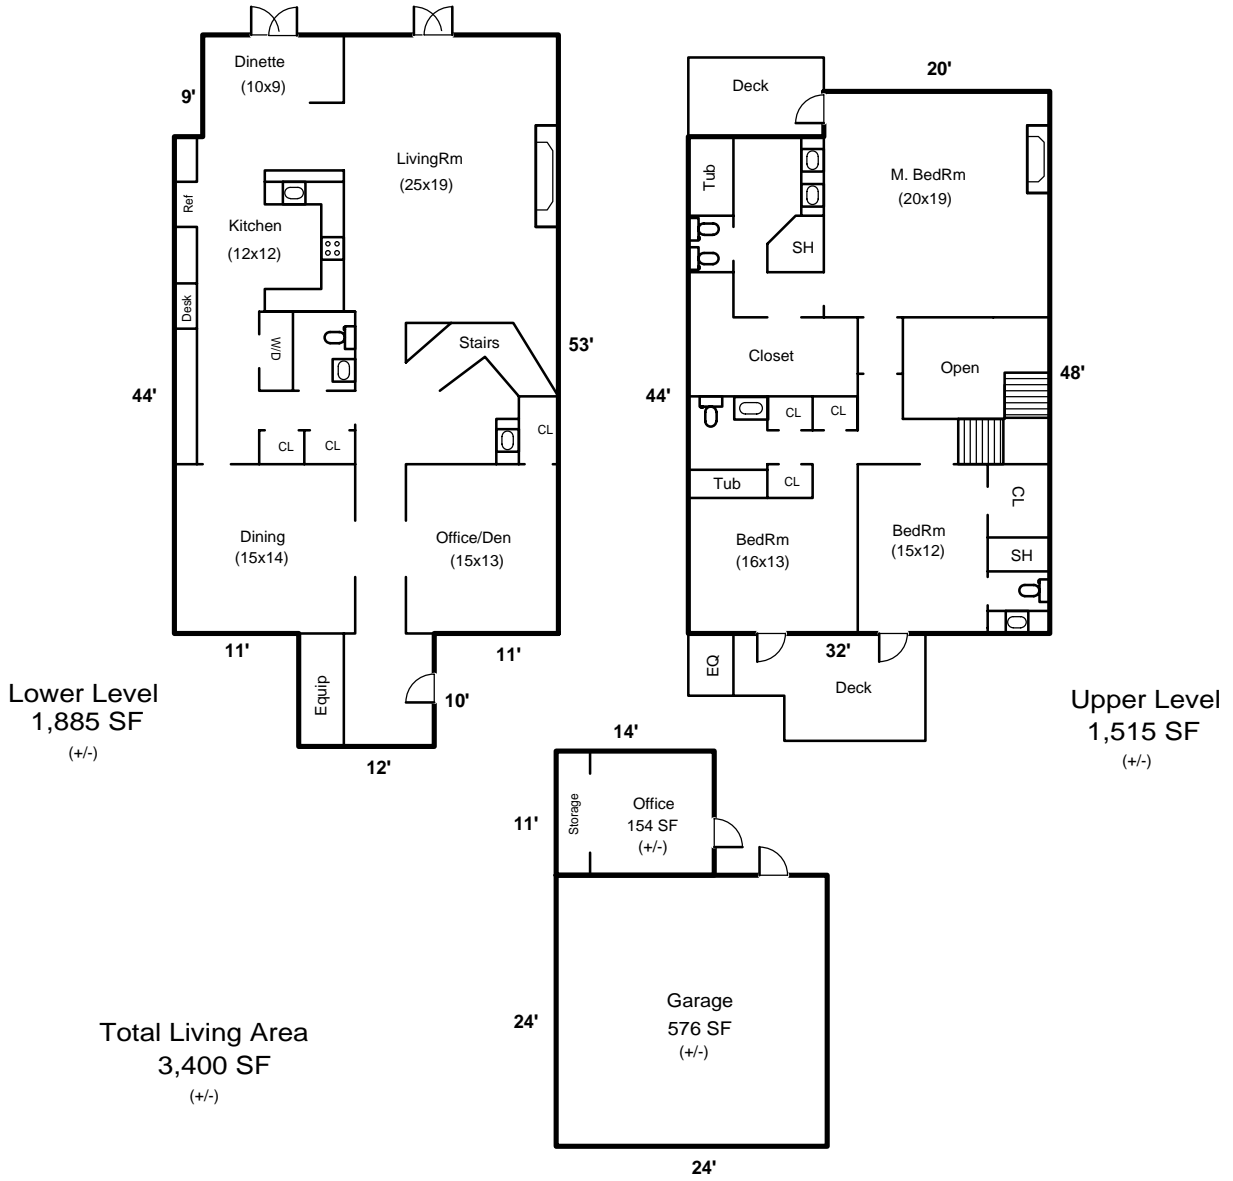 Dinette
(10x9)
9'
LivingRm
(25x19)
Ref
Kitchen
(12x12)
Desk
W/D
Stairs
53'
44'
CL
CL
CL
Dining
(15x14)
Office/Den
(15x13)
11'
11'
Equip
10'
12'
Lower Level
1,885 SF
(+/-)
20'
Deck
Tub
M. BedRm
(20x19)
SH
Closet
Open
48'
44'
CL
CL
Tub
CL
CL
BedRm
(16x13)
BedRm
(15x12)
SH
32'
EQ
Deck
Upper Level
1,515 SF
(+/-)
14'
11'
Storage
Office
154 SF
(+/-)
24'
Garage
576 SF
(+/-)
24'
Total Living Area
3,400 SF
(+/-)